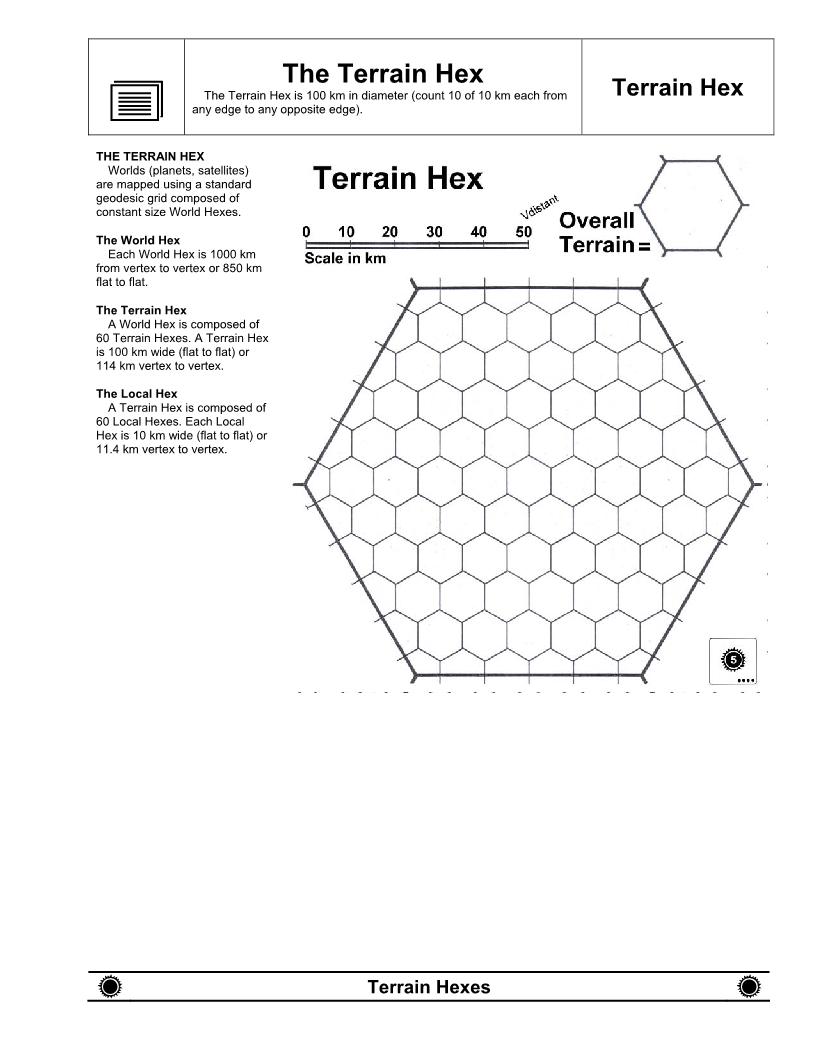 The Terrain Hex
The Terrain Hex is 100 km in diameter (count 10 of 10 km each from
any edge to any opposite edge).
Terrain Hex
THE TERRAIN HEX
Worlds (planets, satellites)
are mapped using a standard
geodesic grid composed of
constant size World Hexes.
The World Hex
Each World Hex is 1000 km
from vertex to vertex or 850 km
flat to flat.
The Terrain Hex
A World Hex is composed of
60 Terrain Hexes. A Terrain Hex
is 100 km wide (flat to flat) or
114 km vertex to vertex.
The Local Hex
A Terrain Hex is composed of
60 Local Hexes. Each Local
Hex is 10 km wide (flat to flat) or
11.4 km vertex to vertex.
Terrain Hex
Vdistant
0 10 20 30 40 50
Scale in km
Overall
Terrain=
5
Terrain Hexes